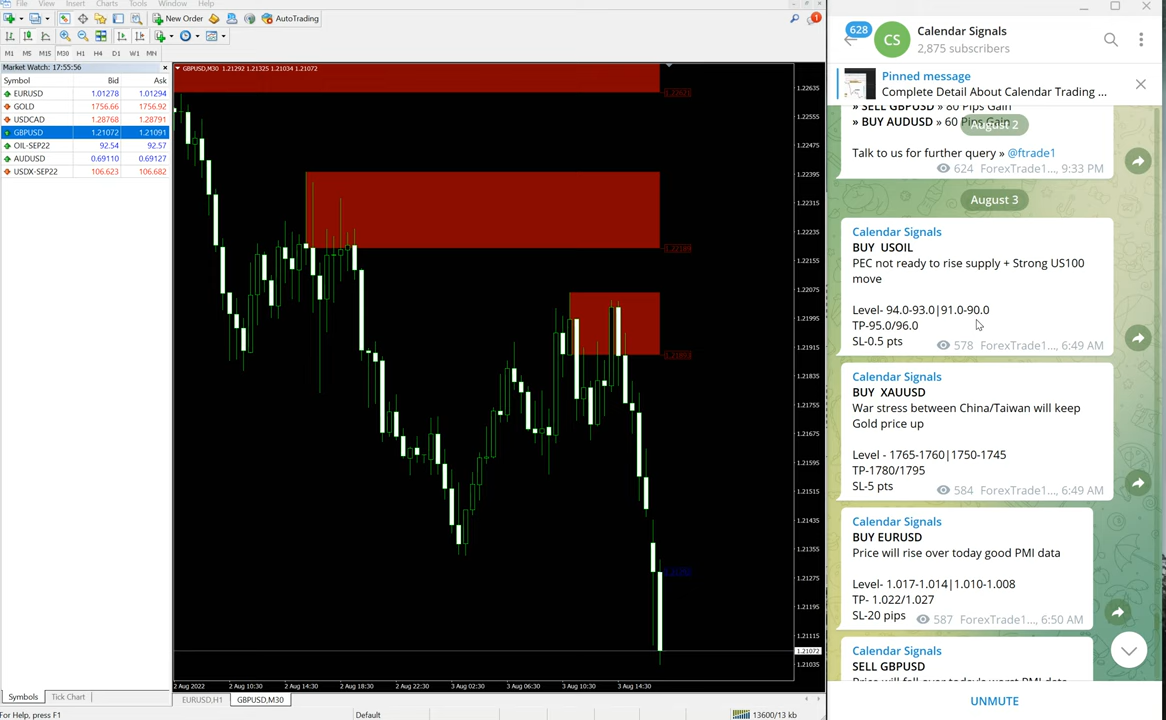 File View Insert Charts Tools Window Help
New Order AutoTrading
M1 M5 M15 M30 H1 H4 D1 W1 MN
Market Watch: 17:55:56
Symbol Bid Ask
EURUSD 1.01278 1.01294
GOLD 1756.66 1756.92
USDCAD 1.28768 1.28791
GBPUSD 1.21072 1.21091
OIL-SEP22 92.54 92.57
AUDUSD 0.69110 0.69127
USDX-SEP22 106.623 106.682
Symbols Tick Chart
For Help, press F1
GBPUSD,M30 1.21292 1.21325 1.21034 1.21072
1.22635
1.22555
1.22475
1.22395
1.22315
1.22235
1.22155
1.22075
1.21995
1.21915
1.21835
1.21755
1.21675
1.21595
1.21515
1.21435
1.21355
1.21275
1.21195
1.21115
1.21072
1.21035
2 Aug 2022 2 Aug 10:30 2 Aug 14:30 2 Aug 18:30 2 Aug 22:30 3 Aug 02:30 3 Aug 06:30 3 Aug 10:30 3 Aug 14:30
EURUSD,H1 GBPUSD,M30
Default
13600/13 kb
628
CS
Calendar Signals
2,875 subscribers
Pinned message
Complete Detail About Calendar Trading ...
» SELL GBPUSD » 80 Pips Gain
» BUY AUDUSD » 60 Pips Gain
August 2
Talk to us for further query » @ftrade1
624 ForexTrade1..., 9:33 PM
August 3
Calendar Signals
BUY USOIL
PEC not ready to rise supply + Strong US100
move
Level- 94.0-93.0|91.0-90.0
TP-95.0/96.0
SL-0.5 pts
578 ForexTrade1..., 6:49 AM
Calendar Signals
BUY XAUUSD
War stress between China/Taiwan will keep
Gold price up
Level - 1765-1760|1750-1745
TP-1780/1795
SL-5 pts
584 ForexTrade1..., 6:49 AM
Calendar Signals
BUY EURUSD
Price will rise over today good PMI data
Level- 1.017-1.014|1.010-1.008
TP- 1.022/1.027
SL-20 pips
587 ForexTrade1..., 6:50 AM
Calendar Signals
SELL GBPUSD
UNMUTE